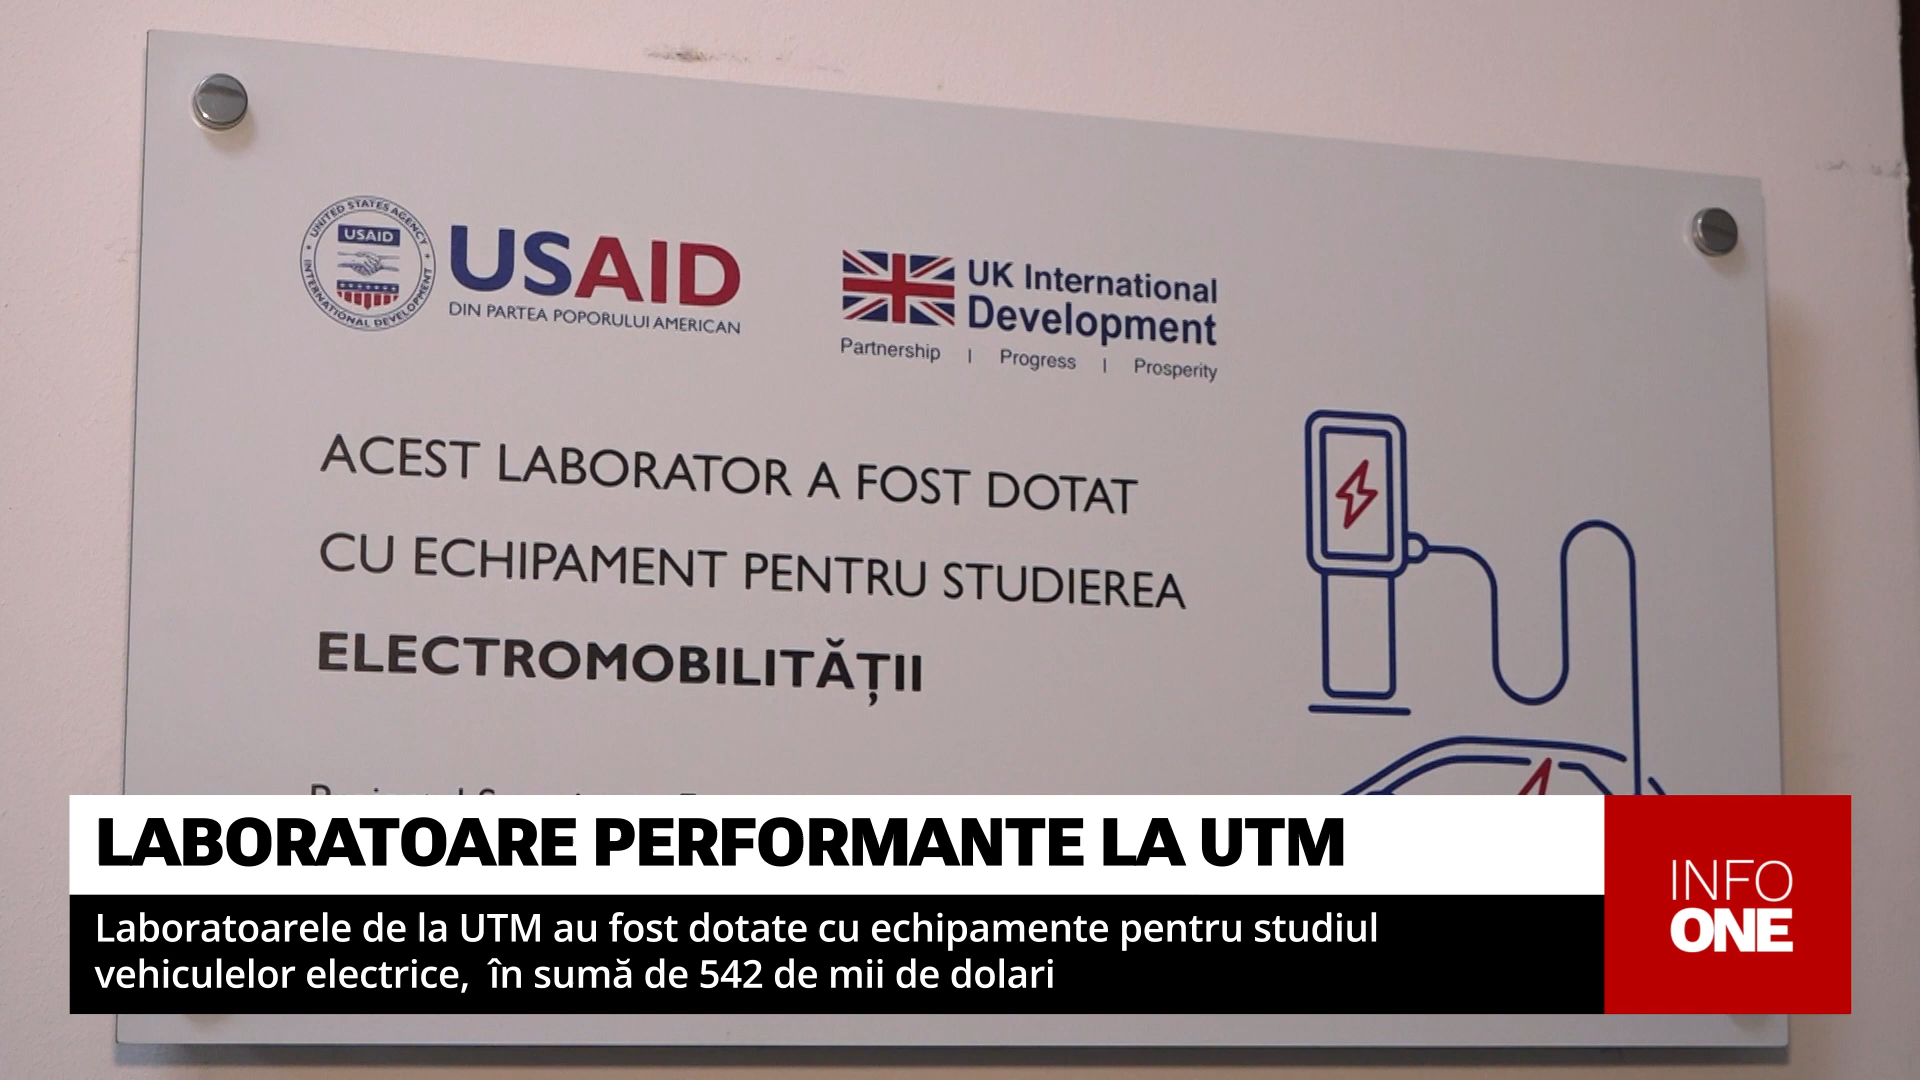 UNITED STATES AGENCY
USAID
INTERNATIONAL DEVELOPMENT
USAID
DIN PARTEA POPORULUI AMERICAN
UK International
Development
Partnership | Progress | Prosperity
ACEST LABORATOR A FOST DOTAT
CU ECHIPAMENT PENTRU STUDIEREA
ELECTROMOBILITĂȚII
LABORATOARE PERFORMANTE LA UTM
Laboratoarele de la UTM au fost dotate cu echipamente pentru studiul
vehiculelor electrice, în sumă de 542 de mii de dolari
INFO
ONE